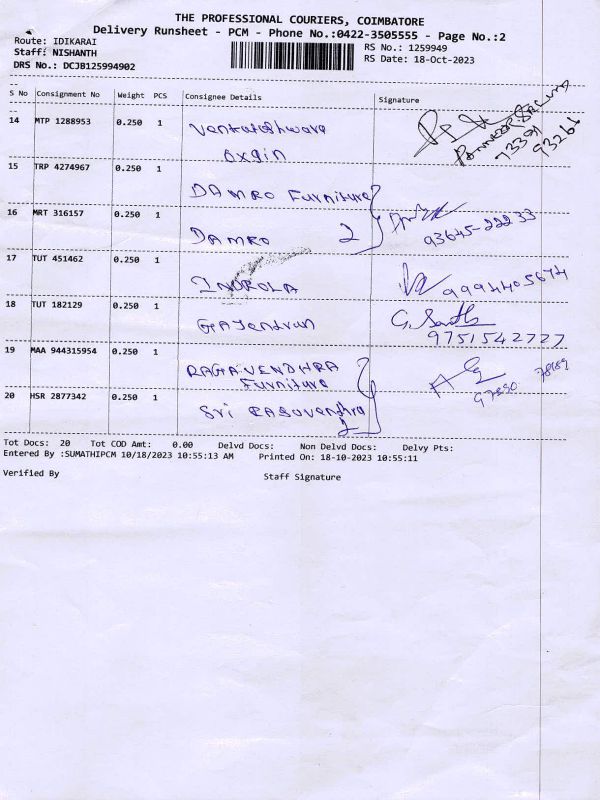 THE PROFESSIONAL COURIERS, COIMBATORE
Delivery Runsheet - PCM - Phone No.:0422-3505555 - Page No.:2
Route: IDIKARAI
RS No.: 1259949
Staff: NISHANTH
RS Date: 18-Oct-2023
DRS No.: DCJB125994902
S No Consignment No Weight PCS Consignee Details Signature
14 MTP 1288953 0.250 1 Venkateshwara
oxgin
93266
15 TRP 4274967 0.250 1 DAMRO Furniture
16 MRT 316157 0.250 1 DAMRO 2 93645-22233
17 TUT 451462 0.250 1 9994405674
18 TUT 182129 0.250 1 Gajendran G. 
9751542727
19 MAA 944315954 0.250 1 RAGAVENDHRA
Furniture
20 HSR 2877342 0.250 1 Sri Ragavendhra
2
Tot Docs: 20 Tot COD Amt: 0.00 Delvd Docs: Non Delvd Docs: Delvy Pts:
Entered By :SUMATHIPCM 10/18/2023 10:55:13 AM Printed On: 18-10-2023 10:55:11
Verified By Staff Signature